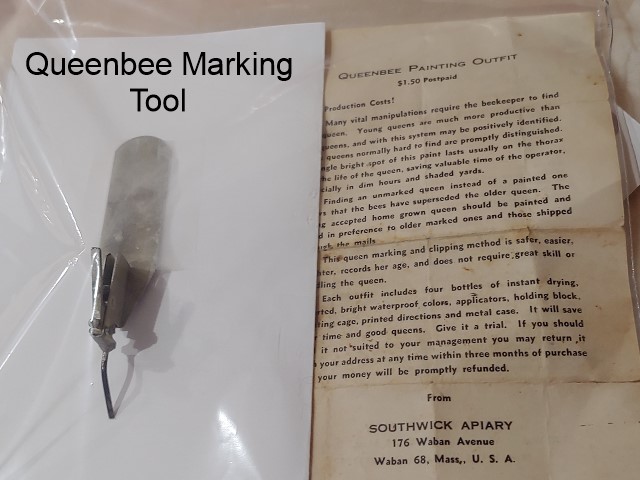 Queenbee Marking
Tool
QUEENBEE PAINTING OUTFIT
$1.50 Postpaid
Production Costs!
Many vital manipulations require the beekeeper to find
queen. Young queens are much more productive than
queens, and with this system may be positively identified.
queens normally hard to find are promptly distinguished.
ngle bright spot of this paint lasts usually on the thorax
he life of the queen, saving valuable time of the operator,
cially in dim hours and shaded yards.
Finding an unmarked queen instead of a painted one
rs that the bees have superseded the older queen. The
ng accepted home grown queen should be painted and
d in preference to older marked ones and those shipped
ugh the mails
This queen marking and clipping method is safer, easier,
ter, records her age, and does not require great skill or
dling the queen.
Each outfit includes four bottles of instant drying,
rted, bright waterproof colors, applicators, holding block,
ting cage, printed directions and metal case. It will save
time and good queens. Give it a trial. If you should
it not suited to your management you may return it
your address at any time within three months of purchase
your money will be promptly refunded.
From
SOUTHWICK APIARY
176 Waban Avenue
Waban 68, Mass., U. S. A.